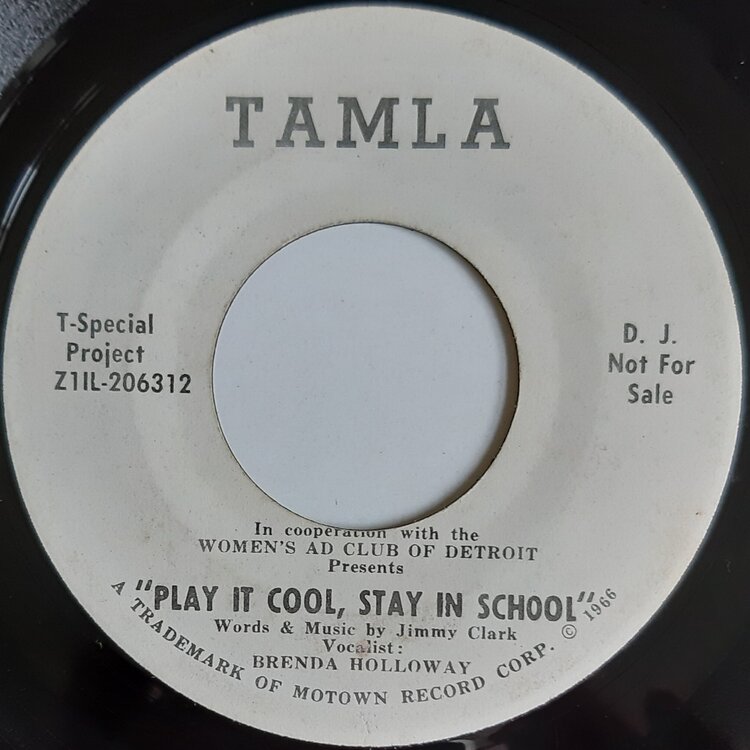 TAMLA
T-Special
Project
Z1IL-206312
D. J.
Not For
Sale
In cooperation with the
WOMEN'S AD CLUB OF DETROIT
Presents
"PLAY IT COOL, STAY IN SCHOOL"
Words & Music by Jimmy Clark
Vocalist:
BRENDA HOLLOWAY
A TRADEMARK OF MOTOWN RECORD CORP. © 1966